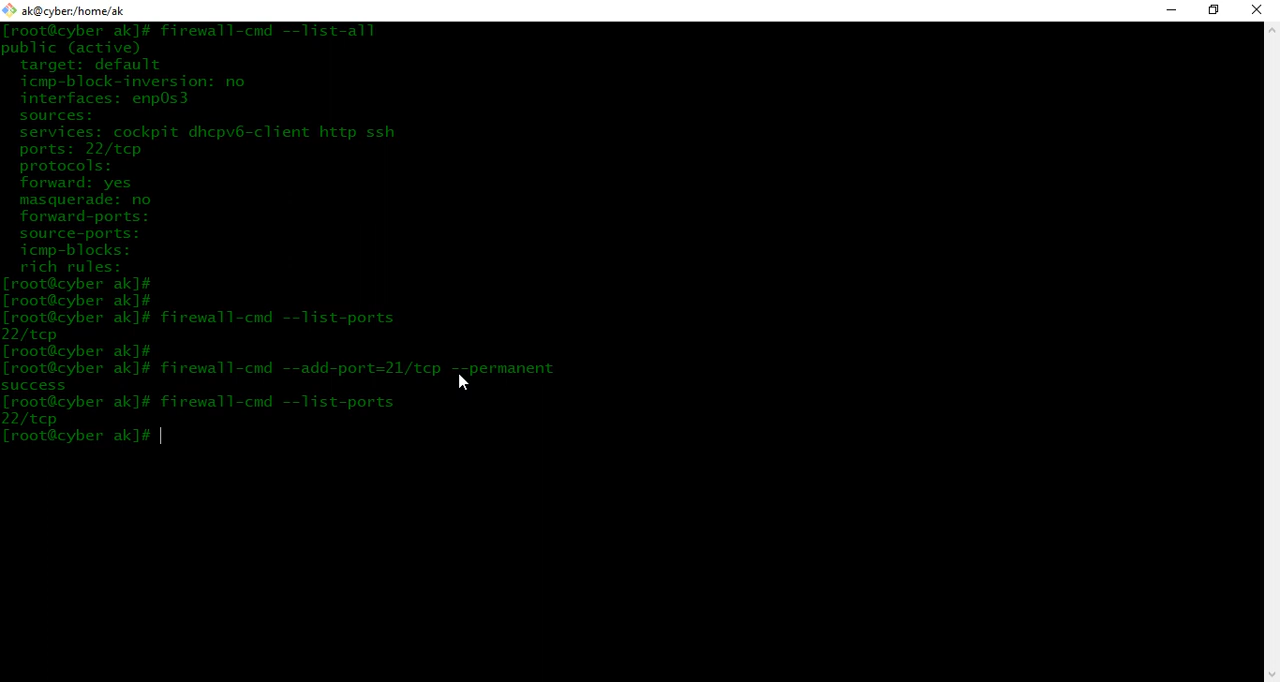 ak@cyber:/home/ak
[root@cyber ak]# firewall-cmd --list-all
public (active)
  target: default
  icmp-block-inversion: no
  interfaces: enp0s3
  sources:
  services: cockpit dhcpv6-client http ssh
  ports: 22/tcp
  protocols:
  forward: yes
  masquerade: no
  forward-ports:
  source-ports:
  icmp-blocks:
  rich rules:
[root@cyber ak]#
[root@cyber ak]#
[root@cyber ak]# firewall-cmd --list-ports
22/tcp
[root@cyber ak]#
[root@cyber ak]# firewall-cmd --add-port=21/tcp --permanent
success
[root@cyber ak]# firewall-cmd --list-ports
22/tcp
[root@cyber ak]#